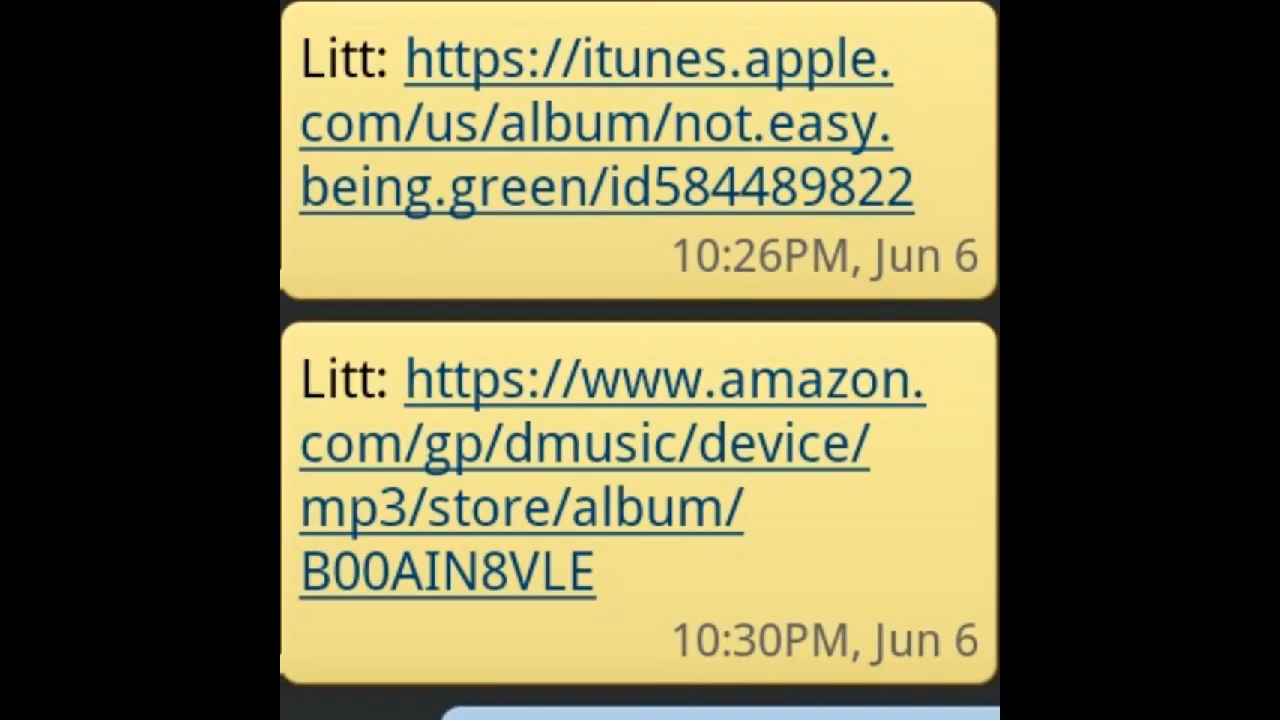 Litt: https://itunes.apple.
com/us/album/not.easy.
being.green/id584489822
10:26PM, Jun 6
Litt: https://www.amazon.
com/gp/dmusic/device/
mp3/store/album/
B00AIN8VLE
10:30PM, Jun 6